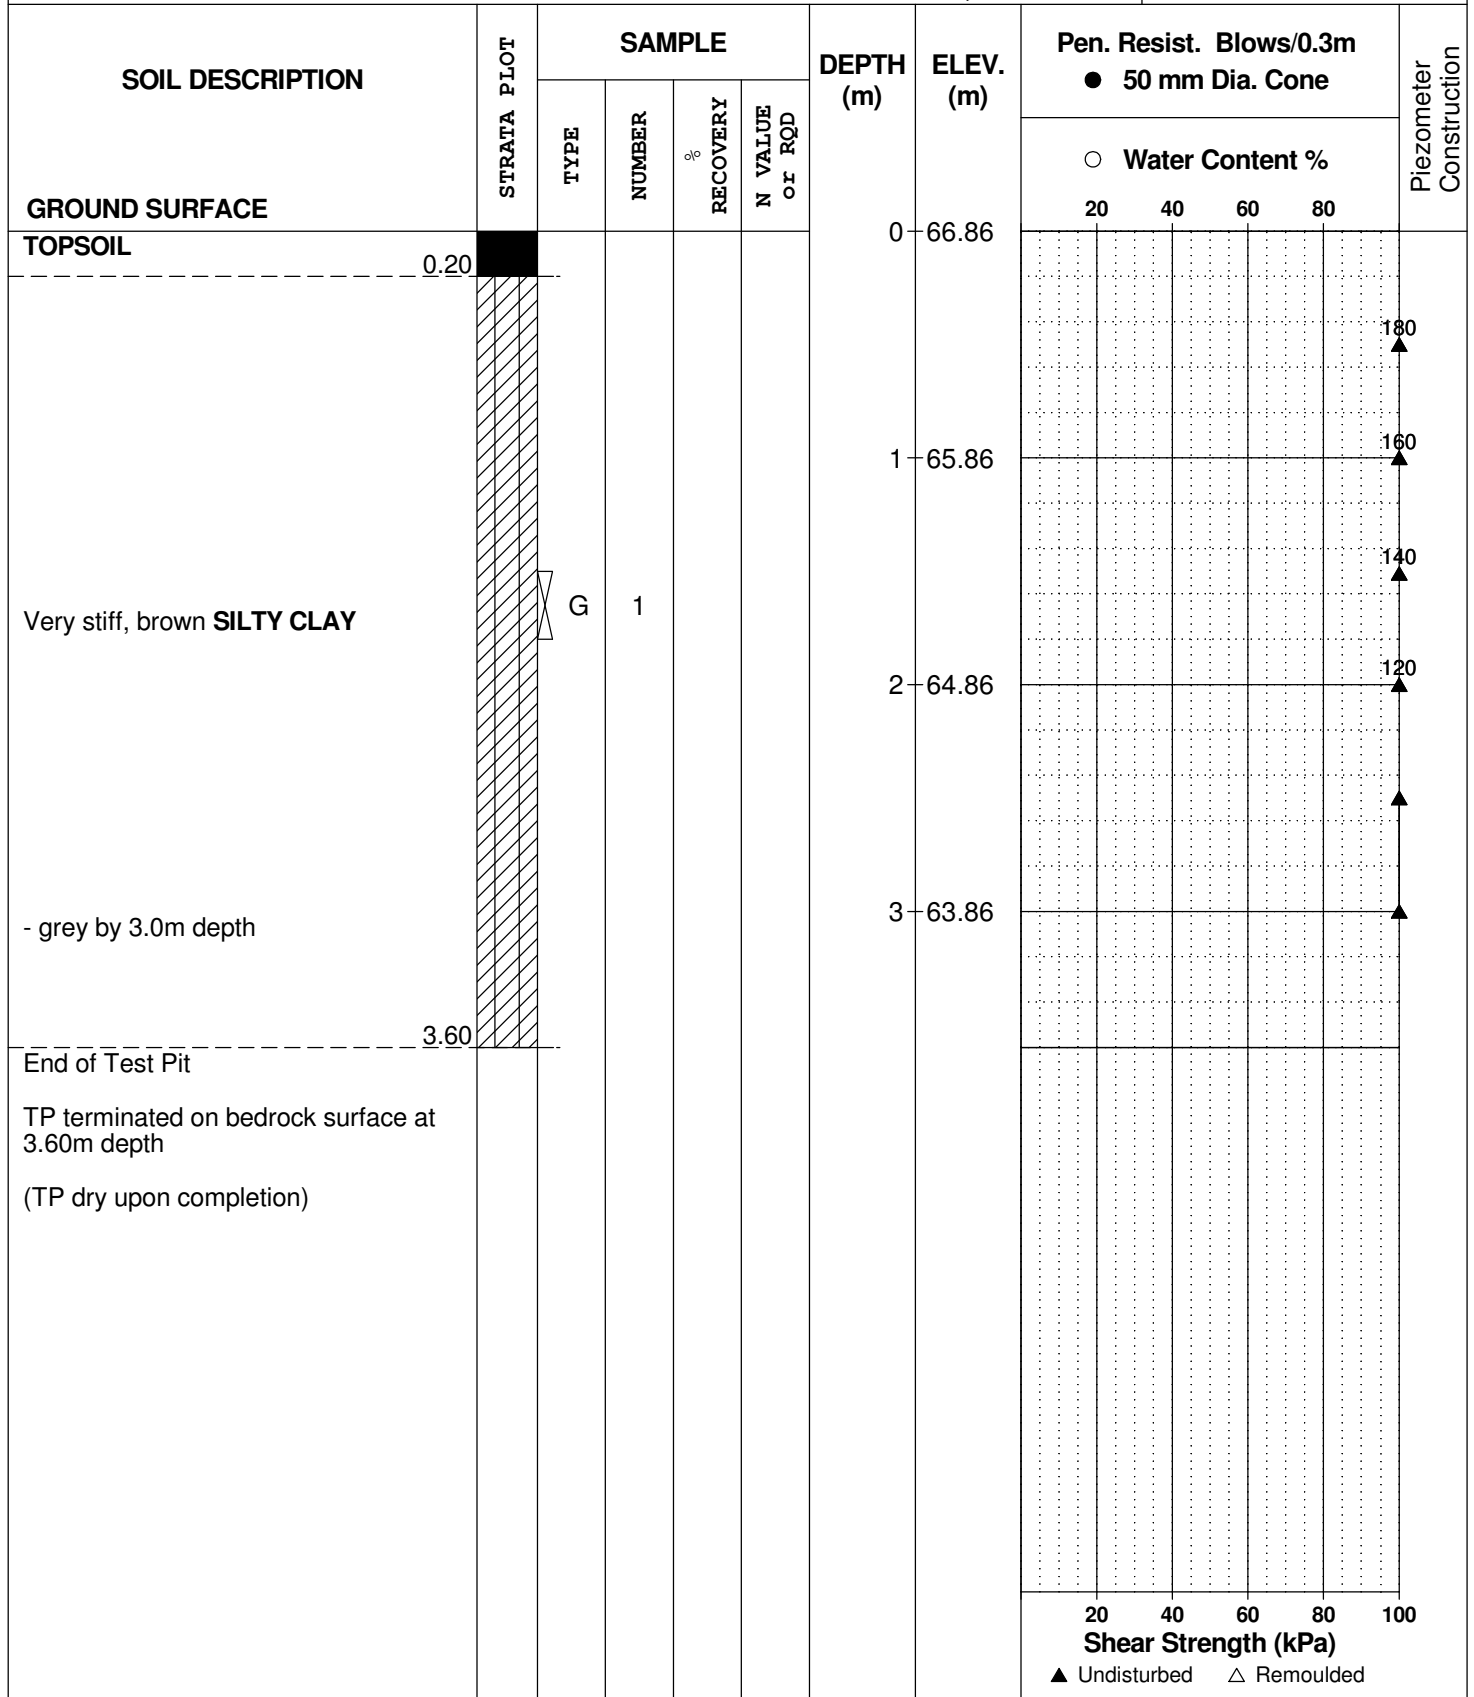 SOIL DESCRIPTION
GROUND SURFACE
STRATA PLOT
SAMPLE
TYPE
NUMBER
%
RECOVERY
N VALUE
or RQD
DEPTH
(m)
ELEV.
(m)
Pen. Resist. Blows/0.3m
● 50 mm Dia. Cone
○ Water Content %
20 40 60 80
Piezometer
Construction
TOPSOIL
0.20
0 66.86
180
160
1 65.86
140
G 1
Very stiff, brown SILTY CLAY
120
2 64.86
3 63.86
- grey by 3.0m depth
3.60
End of Test Pit
TP terminated on bedrock surface at
3.60m depth
(TP dry upon completion)
20 40 60 80 100
Shear Strength (kPa)
▲ Undisturbed △ Remoulded